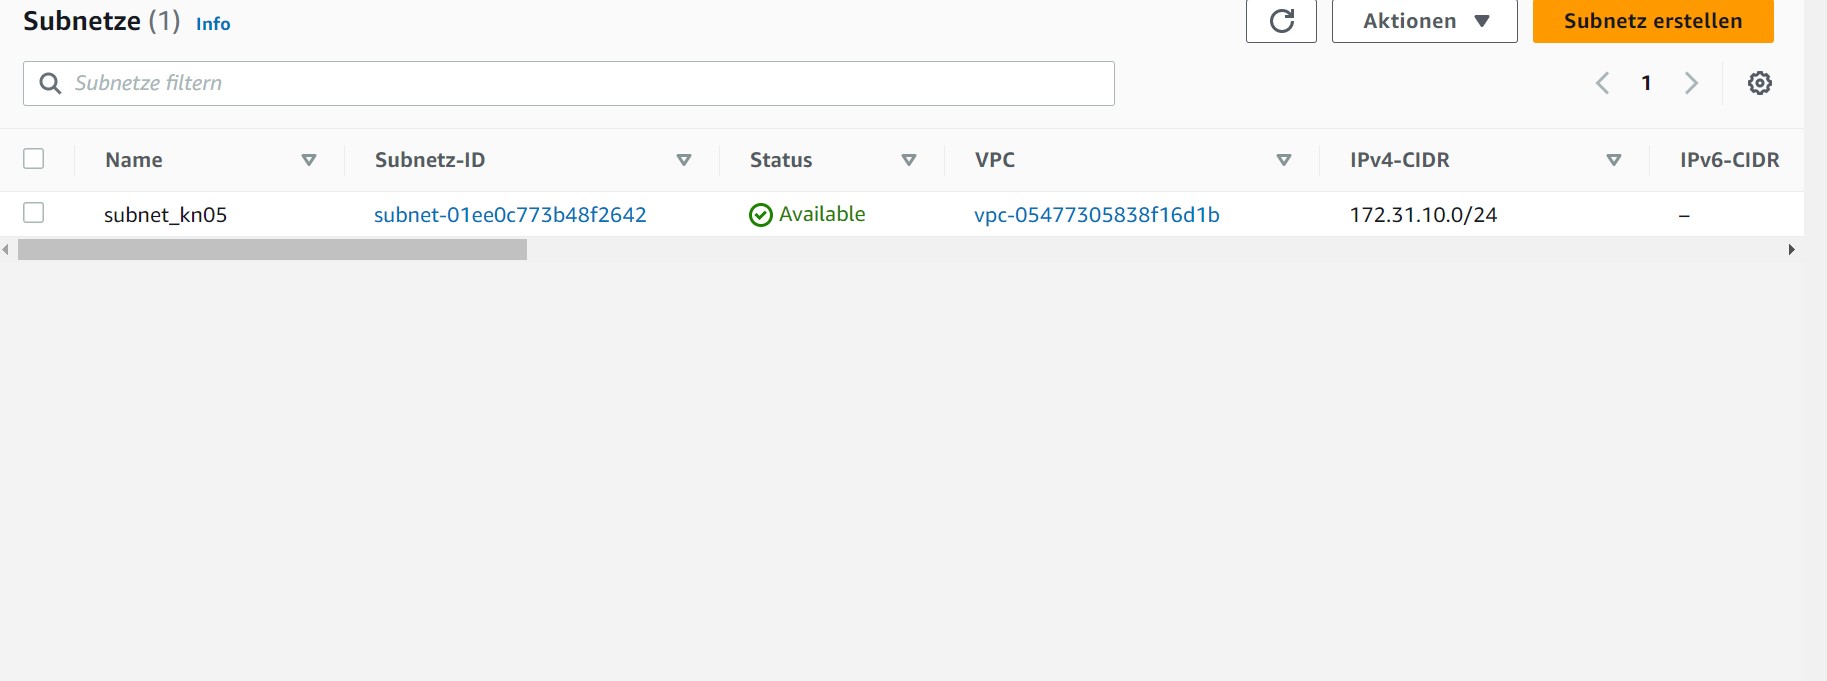 Subnetze (1) Info
Aktionen
Subnetz erstellen
Subnetze filtern
1
Name Subnetz-ID Status VPC IPv4-CIDR IPv6-CIDR
subnet_kn05 subnet-01ee0c773b48f2642 Available vpc-05477305838f16d1b 172.31.10.0/24 –